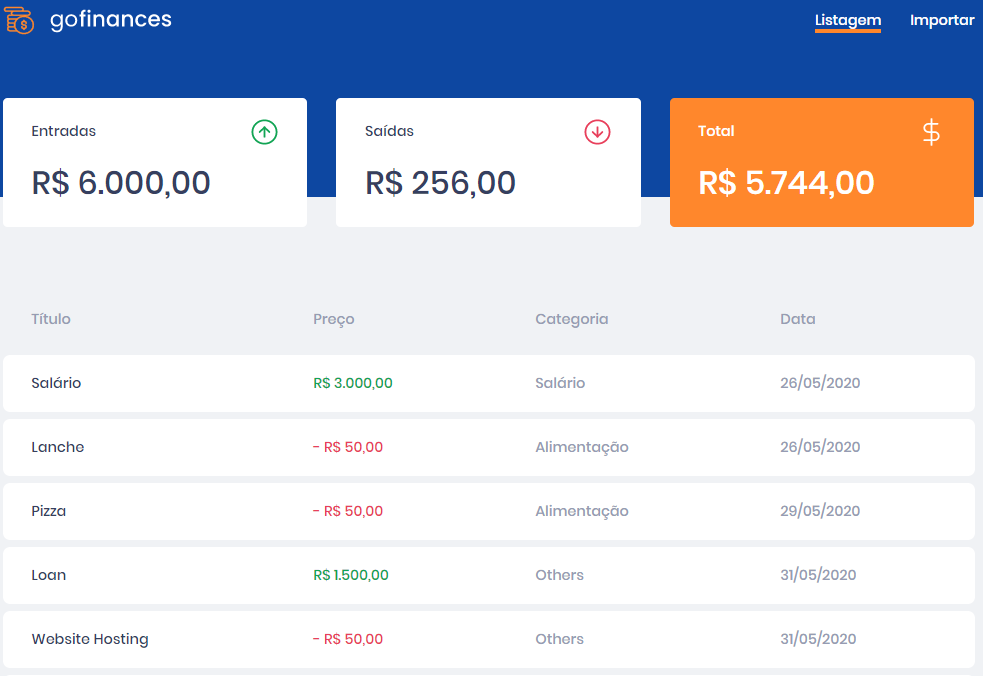 gofinances Listagem Importar
Entradas Saídas Total
R$ 6.000,00 R$ 256,00 R$ 5.744,00
Título Preço Categoria Data
Salário R$ 3.000,00 Salário 26/05/2020
Lanche - R$ 50,00 Alimentação 26/05/2020
Pizza - R$ 50,00 Alimentação 29/05/2020
Loan R$ 1.500,00 Others 31/05/2020
Website Hosting - R$ 50,00 Others 31/05/2020